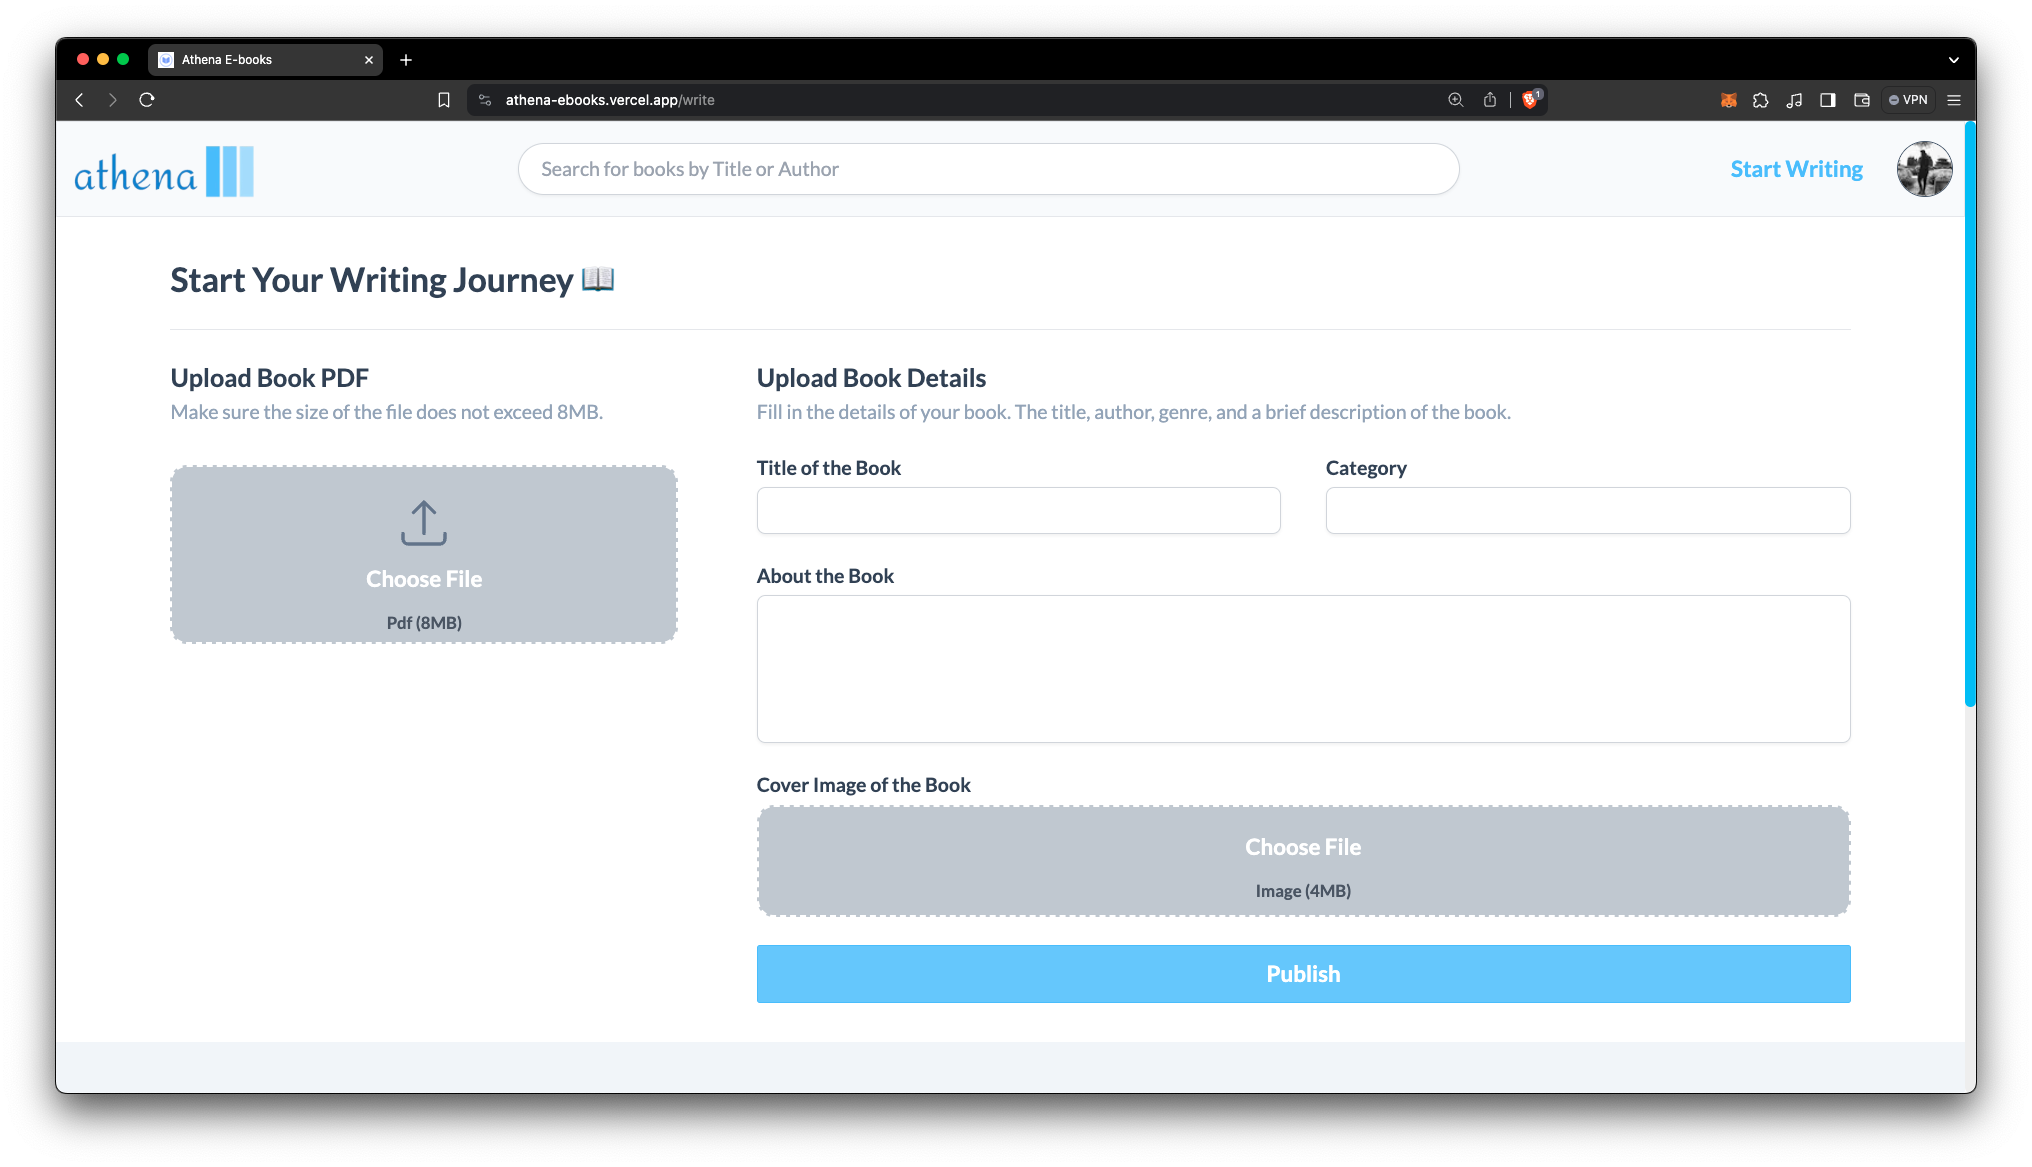 Athena E-books
athena-ebooks.vercel.app/write
1
VPN
athena
Search for books by Title or Author
Start Writing
Start Your Writing Journey 📖
Upload Book PDF
Make sure the size of the file does not exceed 8MB.
Choose File
Pdf (8MB)
Upload Book Details
Fill in the details of your book. The title, author, genre, and a brief description of the book.
Title of the Book
Category
About the Book
Cover Image of the Book
Choose File
Image (4MB)
Publish